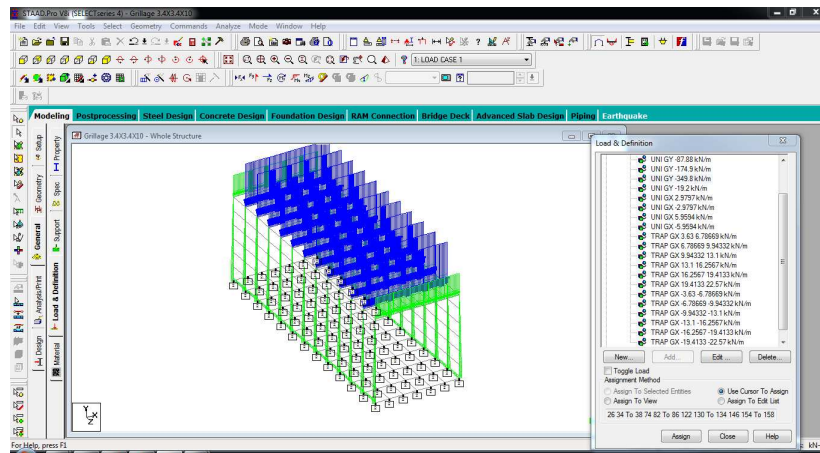 STAAD.Pro V8i (SELECTseries 4) - Grillage 3.4X3.4X10
File Edit View Tools Select Geometry Commands Analyze Mode Window Help
1: LOAD CASE 1
Modeling Postprocessing Steel Design Concrete Design Foundation Design RAM Connection Bridge Deck Advanced Slab Design Piping Earthquake
Grillage 3.4X3.4X10 - Whole Structure
Setup
Geometry
General
Analysis/Print
Design
Property
Spec
Support
Load & Definition
Material
Y
X
Z
Load & Definition
UNI GY -87.88 kN/m
UNI GY -174.9 kN/m
UNI GY -349.8 kN/m
UNI GY -19.2 kN/m
UNI GX 2.9797 kN/m
UNI GX -2.9797 kN/m
UNI GX 5.9594 kN/m
UNI GX -5.9594 kN/m
TRAP GX 3.63 6.78669 kN/m
TRAP GX 6.78669 9.94332 kN/m
TRAP GX 9.94332 13.1 kN/m
TRAP GX 13.1 16.2567 kN/m
TRAP GX 16.2567 19.4133 kN/m
TRAP GX 19.4133 22.57 kN/m
TRAP GX -3.63 -6.78669 kN/m
TRAP GX -6.78669 -9.94332 kN/m
TRAP GX -9.94332 -13.1 kN/m
TRAP GX -13.1 -16.2567 kN/m
TRAP GX -16.2567 -19.4133 kN/m
TRAP GX -19.4133 -22.57 kN/m
New... Add... Edit ... Delete...
Toggle Load
Assignment Method
Assign To Selected Entities Use Cursor To Assign
Assign To View Assign To Edit List
26 34 To 38 74 82 To 86 122 130 To 134 146 154 To 158
Assign Close Help
For Help, press F1
kN-